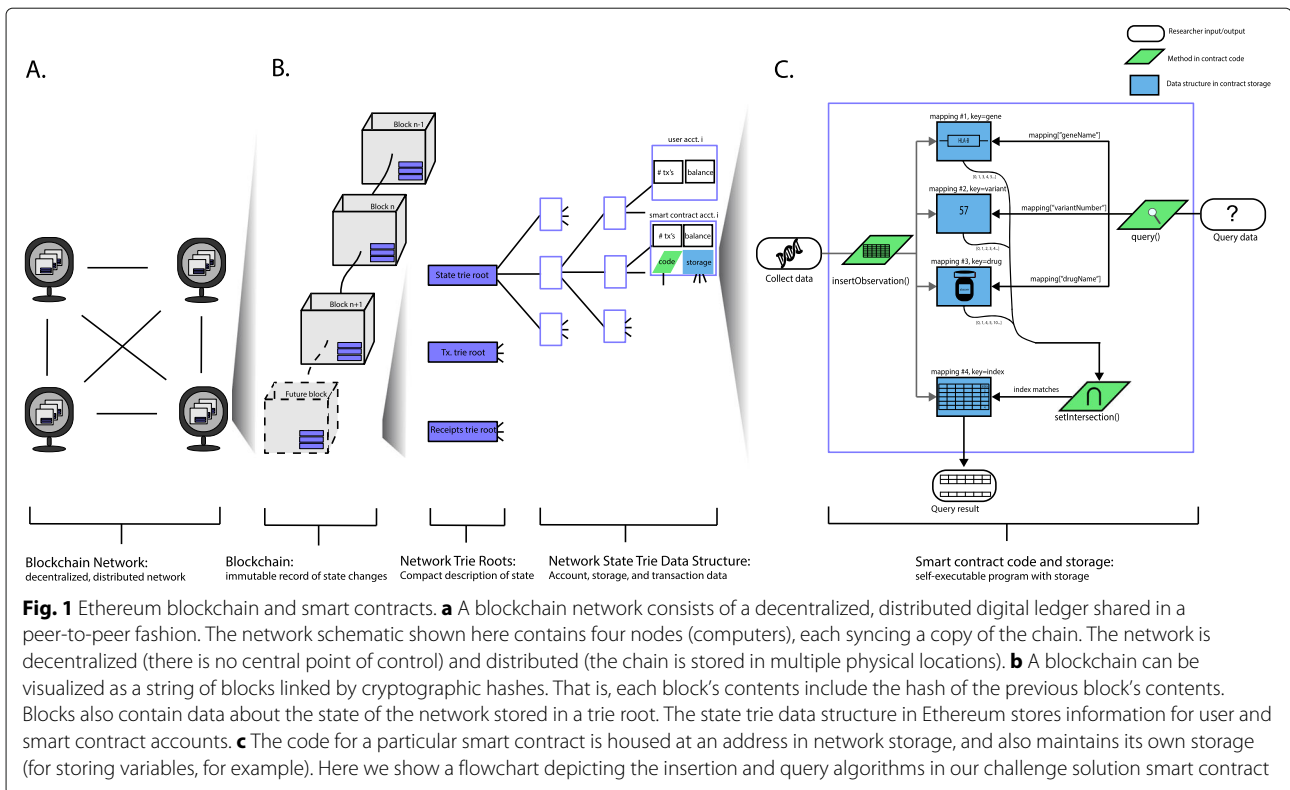 A.
B.
C.
Researcher input/output
Method in contract code
Data structure in contract storage
Block n-1
Block n
Block n+1
Future block
State trie root
Tx. trie root
Receipts trie root
user acct. i
# tx's
balance
smart contract acct. i
# tx's
balance
code
storage
Collect data
insertObservation()
mapping #1, key=gene
HLA-B
mapping #2, key=variant
57
mapping #3, key=drug
mapping #4, key=index
mapping["geneName"]
mapping["variantNumber"]
mapping["drugName"]
query()
?
Query data
index matches
∩
setIntersection()
Query result
Blockchain Network:
decentralized, distributed network
Blockchain:
immutable record of state changes
Network Trie Roots:
Compact description of state
Network State Trie Data Structure:
Account, storage, and transaction data
Smart contract code and storage:
self-executable program with storage
Fig. 1 Ethereum blockchain and smart contracts. a A blockchain network consists of a decentralized, distributed digital ledger shared in a
peer-to-peer fashion. The network schematic shown here contains four nodes (computers), each syncing a copy of the chain. The network is
decentralized (there is no central point of control) and distributed (the chain is stored in multiple physical locations). b A blockchain can be
visualized as a string of blocks linked by cryptographic hashes. That is, each block's contents include the hash of the previous block's contents.
Blocks also contain data about the state of the network stored in a trie root. The state trie data structure in Ethereum stores information for user and
smart contract accounts. c The code for a particular smart contract is housed at an address in network storage, and also maintains its own storage
(for storing variables, for example). Here we show a flowchart depicting the insertion and query algorithms in our challenge solution smart contract